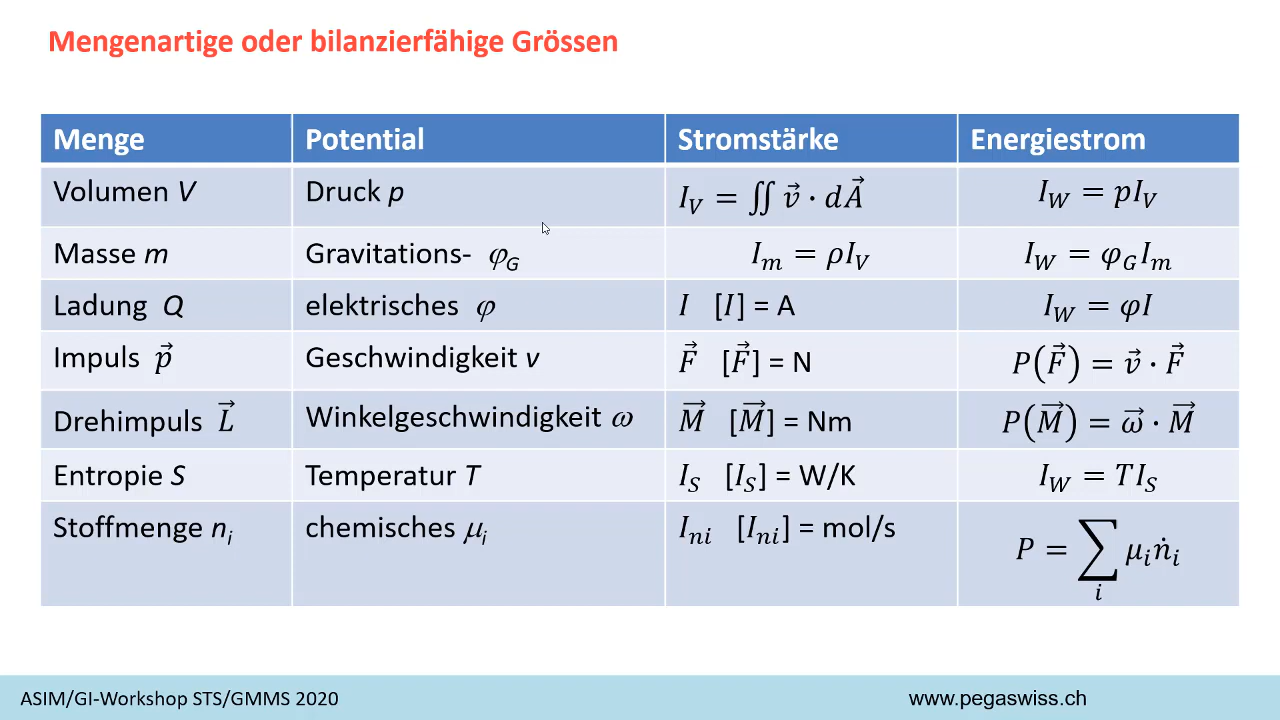 Mengenartige oder bilanzierfähige Grössen
Menge Potential Stromstärke Energiestrom
Volumen V Druck p I_V = ∬ v⃗ · dA⃗ I_W = pI_V
Masse m Gravitations- φ_G I_m = ρI_V I_W = φ_G I_m
Ladung Q elektrisches φ I [I] = A I_W = φI
Impuls p⃗ Geschwindigkeit v F⃗ [F⃗] = N P(F⃗) = v⃗ · F⃗
Drehimpuls L⃗ Winkelgeschwindigkeit ω M⃗ [M⃗] = Nm P(M⃗) = ω⃗ · M⃗
Entropie S Temperatur T I_S [I_S] = W/K I_W = TI_S
Stoffmenge n_i chemisches μ_i I_ni [I_ni] = mol/s P = ∑_i μ_i ṅ_i
ASIM/GI-Workshop STS/GMMS 2020 www.pegaswiss.ch